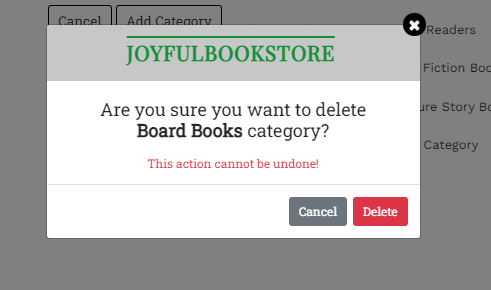 Cancel Add Category
Readers
JOYFULBOOKSTORE
Fiction Boo
Are you sure you want to delete
Board Books category?
ure Story Bo
Category
This action cannot be undone!
Cancel Delete